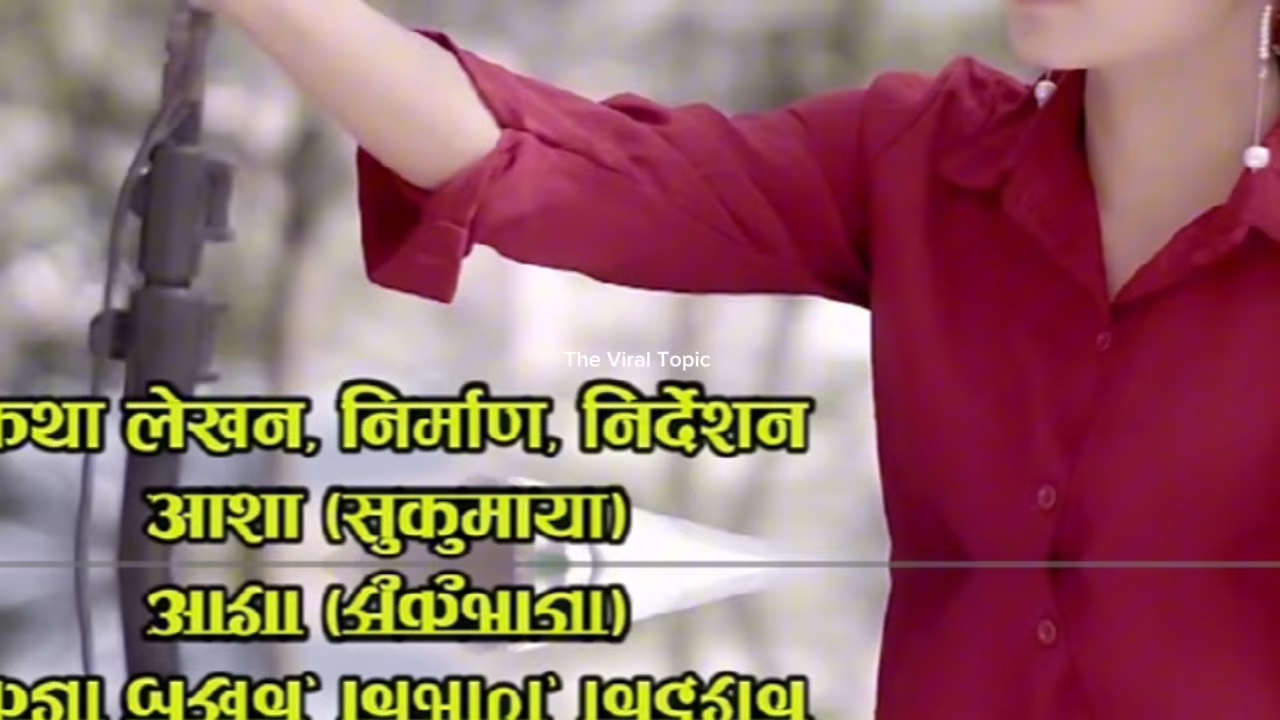 The Viral Topic
कथा लेखन, निर्माण, निर्देशन
आशा (सुकुमाया)